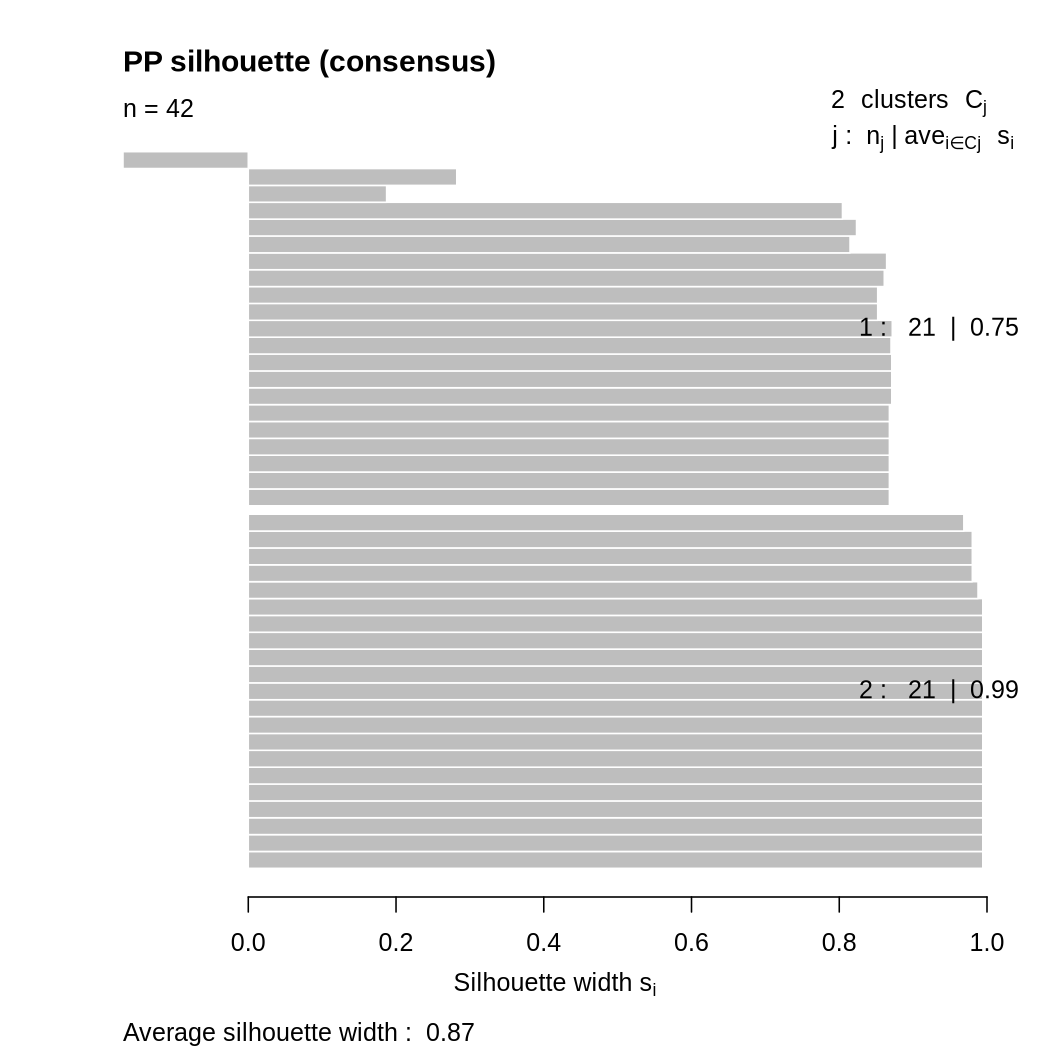 PP silhouette (consensus)
n = 42
2 clusters Cj
j : nj | avei∈Cj si
1 : 21 | 0.75
2 : 21 | 0.99
0.0 0.2 0.4 0.6 0.8 1.0
Silhouette width si
Average silhouette width : 0.87